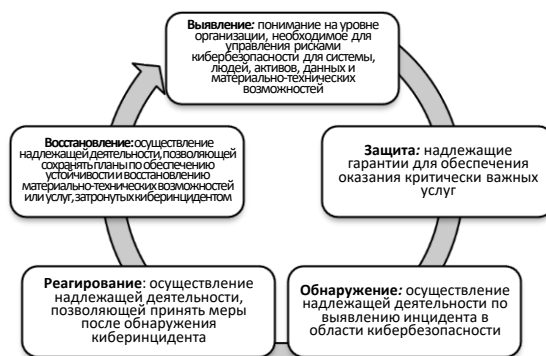 Выявление: понимание на уровне
организации, необходимое для
управления рисками
кибербезопасности для системы,
людей, активов, данных и
материально-технических
возможностей
Защита: надлежащие
гарантии для обеспечения
оказания критически важных
услуг
Обнаружение: осуществление
надлежащей деятельности по
выявлению инцидента в
области кибербезопасности
Реагирование: осуществление
надлежащей деятельности,
позволяющей принять меры
после обнаружения
киберинцидента
Восстановление: осуществление
надлежащей деятельности, позволяющей
сохранять планы по обеспечению
устойчивости и восстановлению
материально-технических возможностей
или услуг, затронутых киберинцидентом